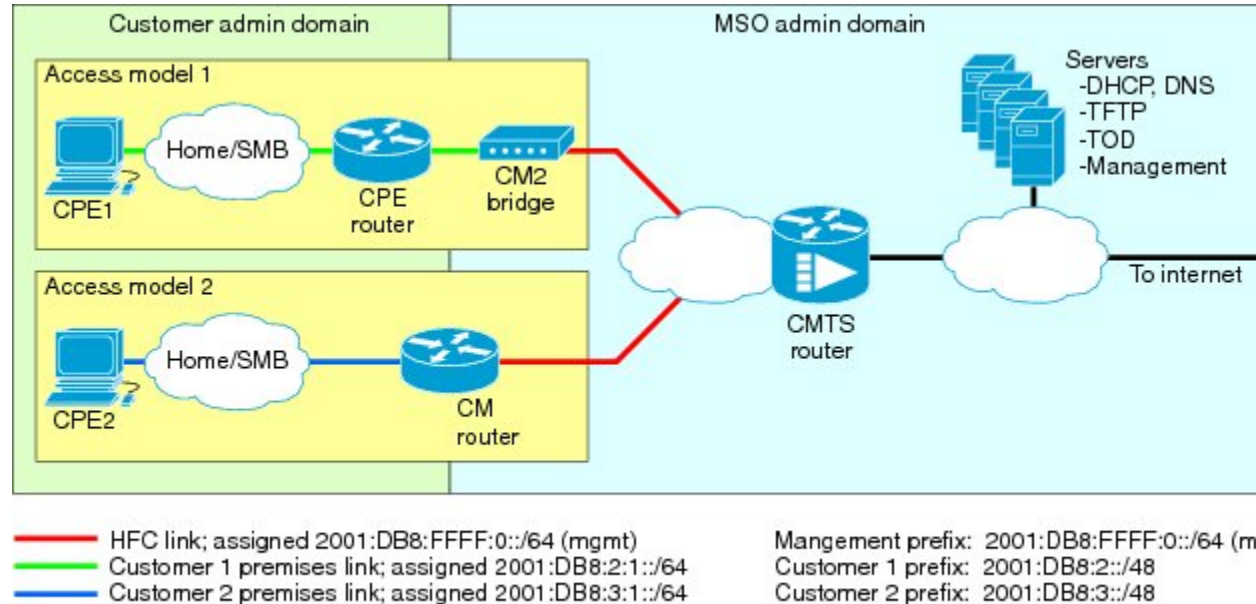 Customer admin domain
MSO admin domain
Access model 1
Home/SMB
CPE1
CPE
router
CM2
bridge
Servers
-DHCP, DNS
-TFTP
-TOD
-Management
To internet
CMTS
router
Access model 2
Home/SMB
CPE2
CM
router
HFC link; assigned 2001:DB8:FFFF:0::/64 (mgmt)
Customer 1 premises link; assigned 2001:DB8:2:1::/64
Customer 2 premises link; assigned 2001:DB8:3:1::/64
Mangement prefix: 2001:DB8:FFFF:0::/64 (m
Customer 1 prefix: 2001:DB8:2::/48
Customer 2 prefix: 2001:DB8:3::/48